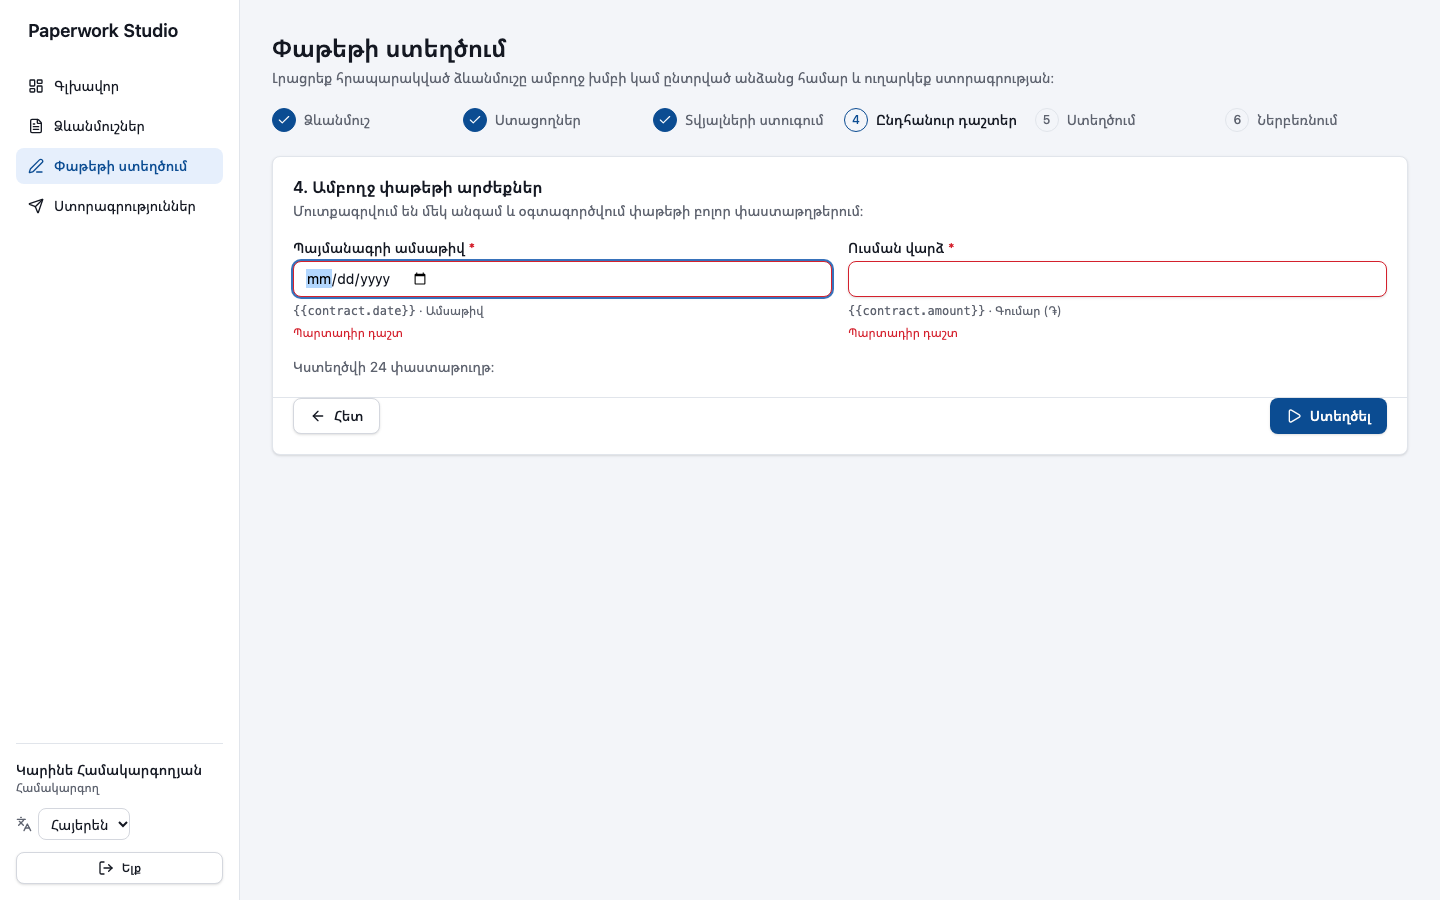 Paperwork Studio
Գլխավոր
Ձևանմուշներ
Փաթեթի ստեղծում
Ստորագրություններ
Կարինե Համակարգողյան
Համակարգող
Հայերեն
Ելք
Փաթեթի ստեղծում
Լրացրեք հրապարակված ձևանմուշը ամբողջ խմբի կամ ընտրված անձանց համար և ուղարկեք ստորագրության։
Ձևանմուշ
Ստացողներ
Տվյալների ստուգում
4 Ընդհանուր դաշտեր
5 Ստեղծում
6 Ներբեռնում
4. Ամբողջ փաթեթի արժեքներ
Մուտքագրվում են մեկ անգամ և օգտագործվում փաթեթի բոլոր փաստաթղթերում։
Պայմանագրի ամսաթիվ *
mm/dd/yyyy
{{contract.date}} · Ամսաթիվ
Պարտադիր դաշտ
Ուսման վարձ *
{{contract.amount}} · Գումար (֏)
Պարտադիր դաշտ
Կստեղծվի 24 փաստաթուղթ։
Հետ
Ստեղծել